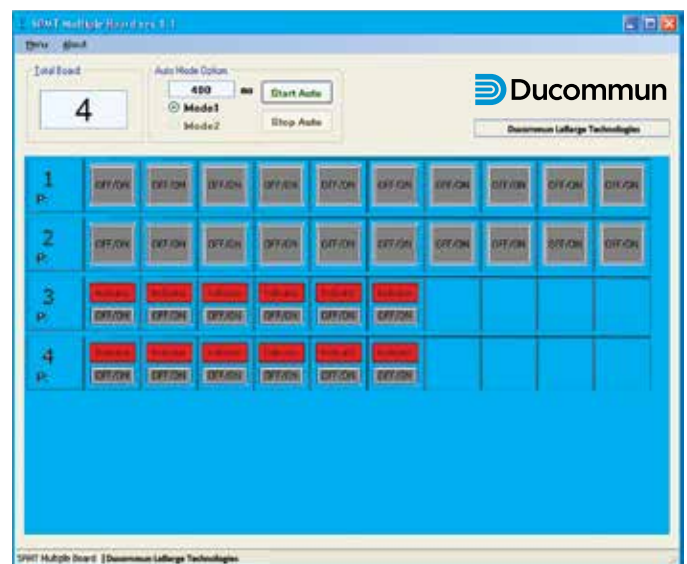 SPMT Multiple Board ver 1.1
Menu About
Total Board
4
Auto Mode Option
400 ms
Mode1
Mode2
Start Auto
Stop Auto
Ducommun
Ducommun LaBarge Technologies
1 OFF/ON OFF/ON OFF/ON OFF/ON OFF/ON OFF/ON OFF/ON OFF/ON OFF/ON OFF/ON
P:
2 OFF/ON OFF/ON OFF/ON OFF/ON OFF/ON OFF/ON OFF/ON OFF/ON OFF/ON OFF/ON
P:
3
P: OFF/ON OFF/ON OFF/ON OFF/ON OFF/ON OFF/ON
4
P: OFF/ON OFF/ON OFF/ON OFF/ON OFF/ON OFF/ON
SPMT Multiple Board Ducommun LaBarge Technologies